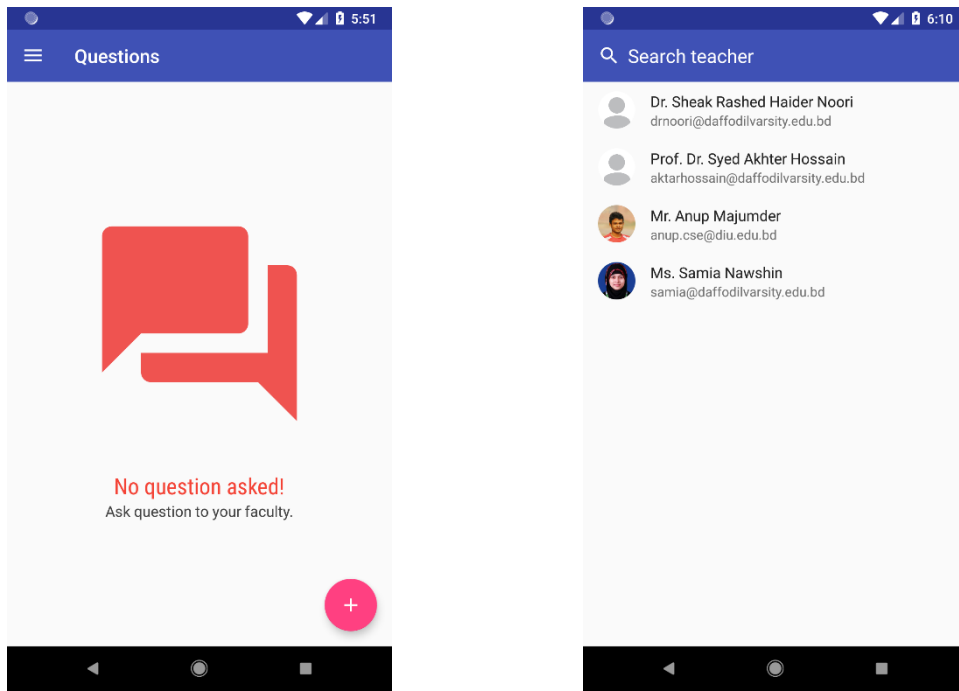 5:51
Questions
No question asked!
Ask question to your faculty.
6:10
Search teacher
Dr. Sheak Rashed Haider Noori
drnoori@daffodilvarsity.edu.bd
Prof. Dr. Syed Akhter Hossain
aktarhossain@daffodilvarsity.edu.bd
Mr. Anup Majumder
anup.cse@diu.edu.bd
Ms. Samia Nawshin
samia@daffodilvarsity.edu.bd